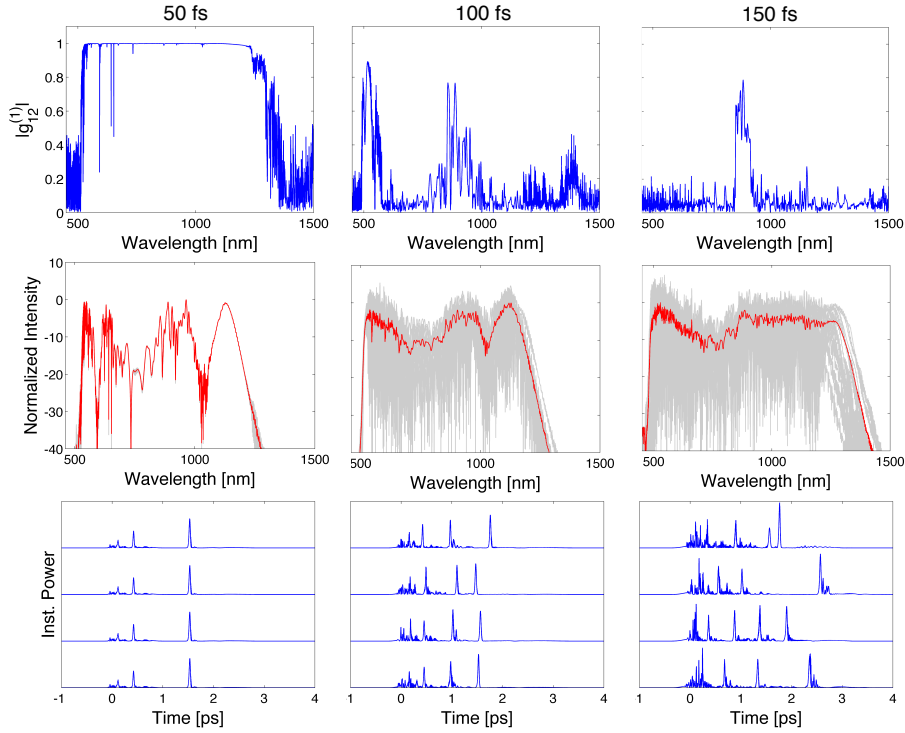 50 fs 100 fs 150 fs
|g12(1)|
1
0.8
0.6
0.4
0.2
0
500 1000 1500 500 1000 1500 500 1000 1500
Wavelength [nm] Wavelength [nm] Wavelength [nm]
Normalized Intensity
10
0
-10
-20
-30
-40
500 1000 1500 500 1000 1500 500 1000 1500
Wavelength [nm] Wavelength [nm] Wavelength [nm]
Inst. Power
-1 0 1 2 3 4 -1 0 1 2 3 4 -1 0 1 2 3 4
Time [ps] Time [ps] Time [ps]